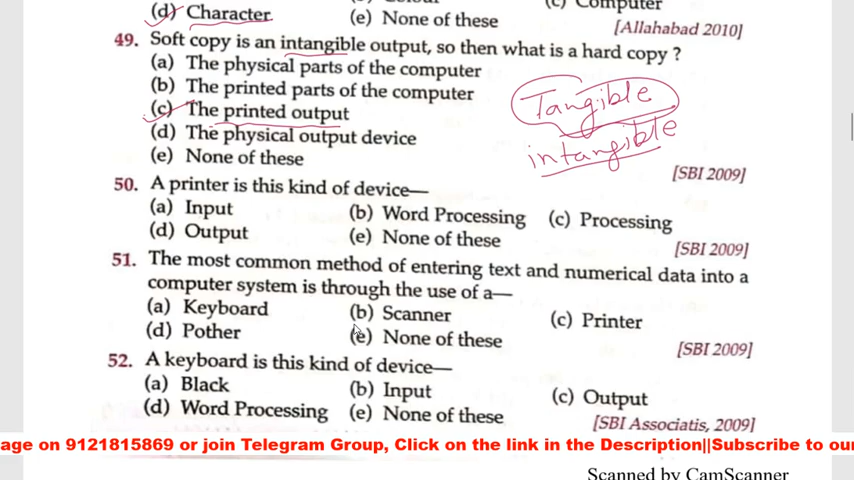 (d) Character (e) None of these (c) Computer
[Allahabad 2010]
49. Soft copy is an intangible output, so then what is a hard copy ?
(a) The physical parts of the computer
(b) The printed parts of the computer
(c) The printed output
(d) The physical output device
(e) None of these
Tangible
intangible
[SBI 2009]
50. A printer is this kind of device—
(a) Input (b) Word Processing (c) Processing
(d) Output (e) None of these
[SBI 2009]
51. The most common method of entering text and numerical data into a
computer system is through the use of a—
(a) Keyboard (b) Scanner (c) Printer
(d) Pother (e) None of these
[SBI 2009]
52. A keyboard is this kind of device—
(a) Black (b) Input (c) Output
(d) Word Processing (e) None of these
[SBI Associatis, 2009]
age on 9121815869 or join Telegram Group, Click on the link in the Description||Subscribe to ou
Scanned by CamScanner